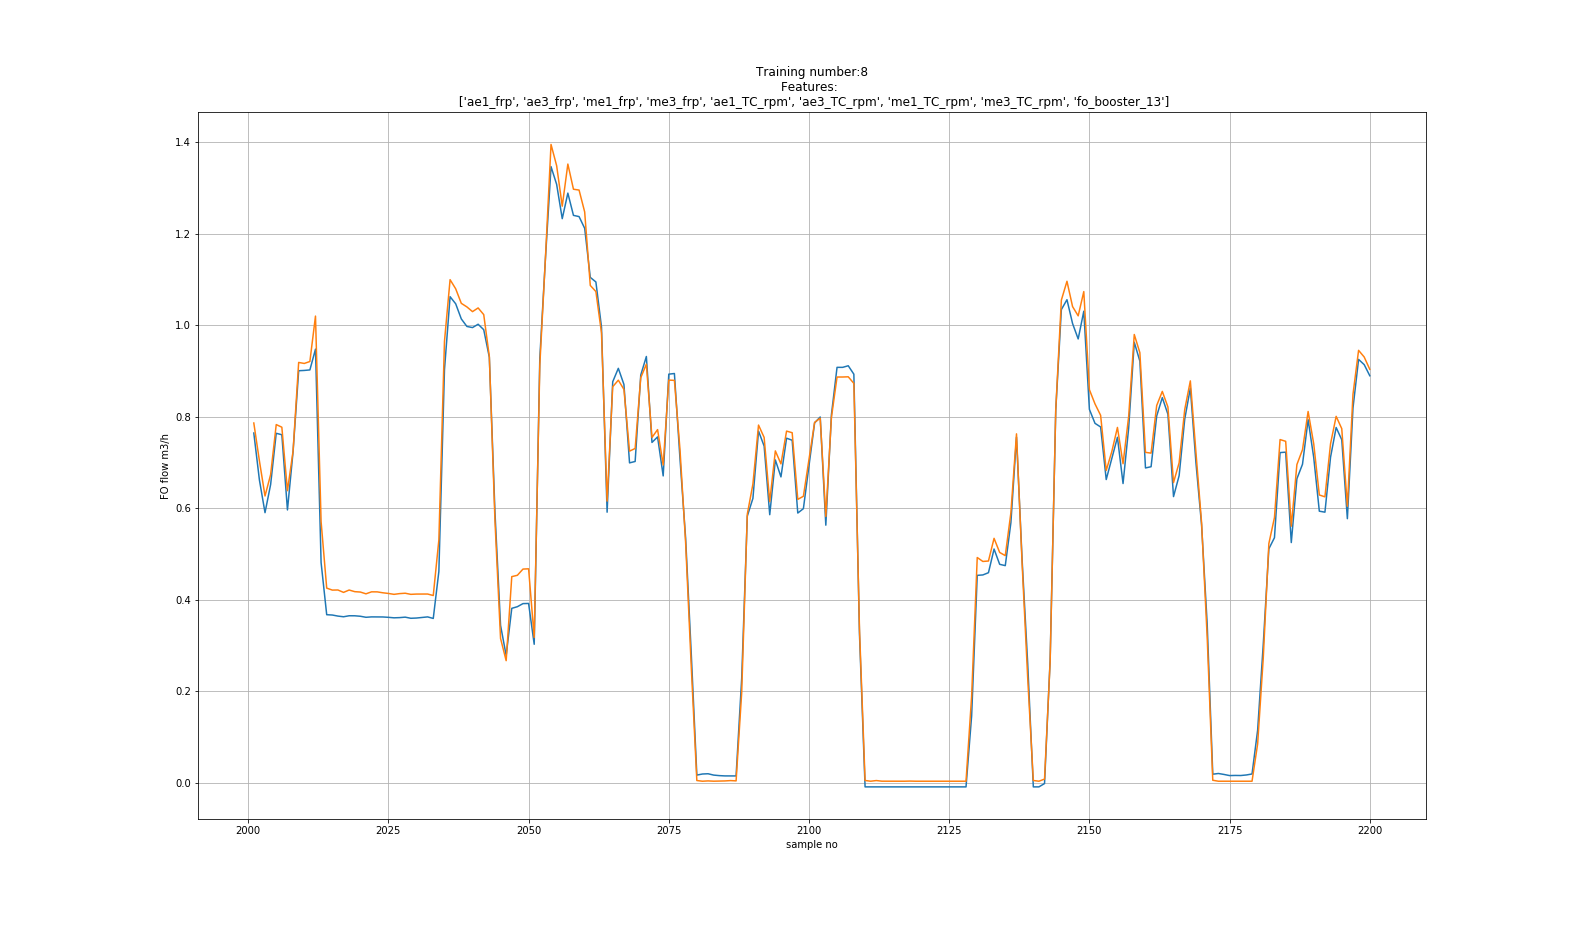 Training number:8
Features:
['ae1_frp', 'ae3_frp', 'me1_frp', 'me3_frp', 'ae1_TC_rpm', 'ae3_TC_rpm', 'me1_TC_rpm', 'me3_TC_rpm', 'fo_booster_13']
1.4
1.2
1.0
0.8
0.6
0.4
0.2
0.0
FO flow m3/h
2000 2025 2050 2075 2100 2125 2150 2175 2200
sample no